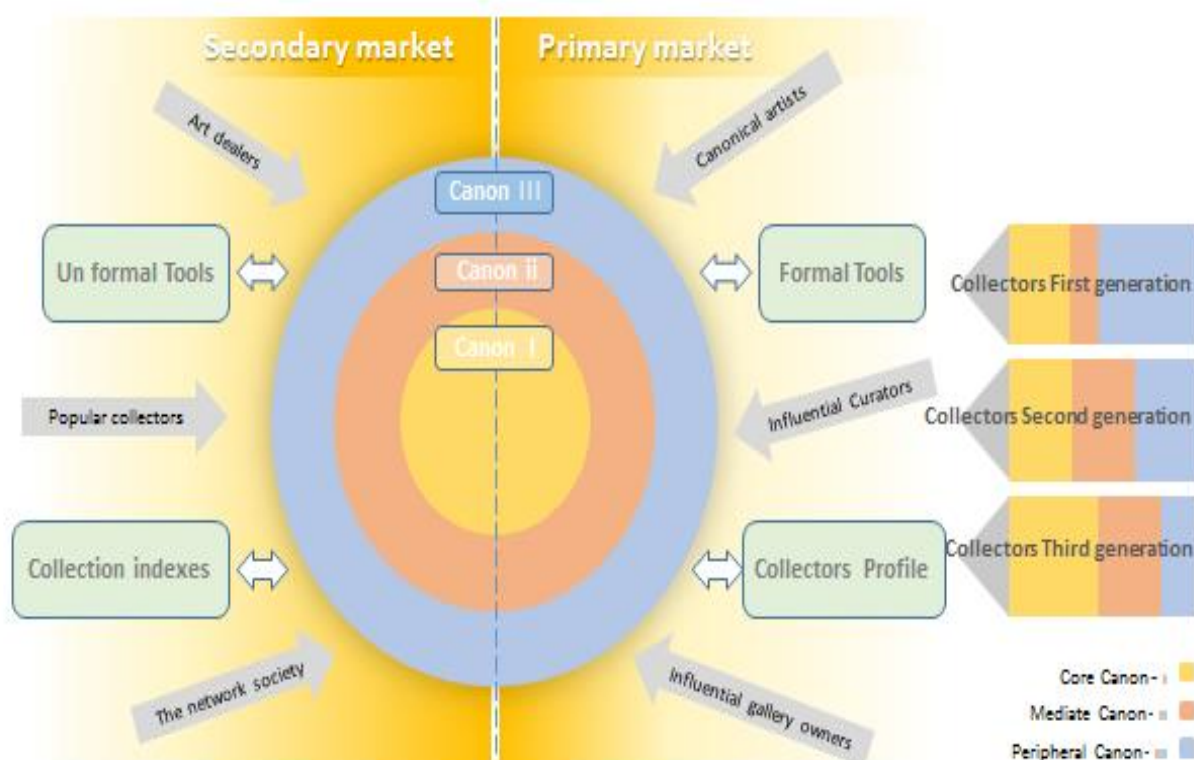 Secondary market
Primary market
Art dealers
Canonical artists
Canon III
Un formal Tools
Canon ii
Formal Tools
Collectors First generation
Canon I
Popular collectors
Influential Curators
Collectors Second generation
Collection indexes
Collectors Profile
Collectors Third generation
The network society
Influential gallery owners
Core Canon- I
Mediate Canon- II
Peripheral Canon- III